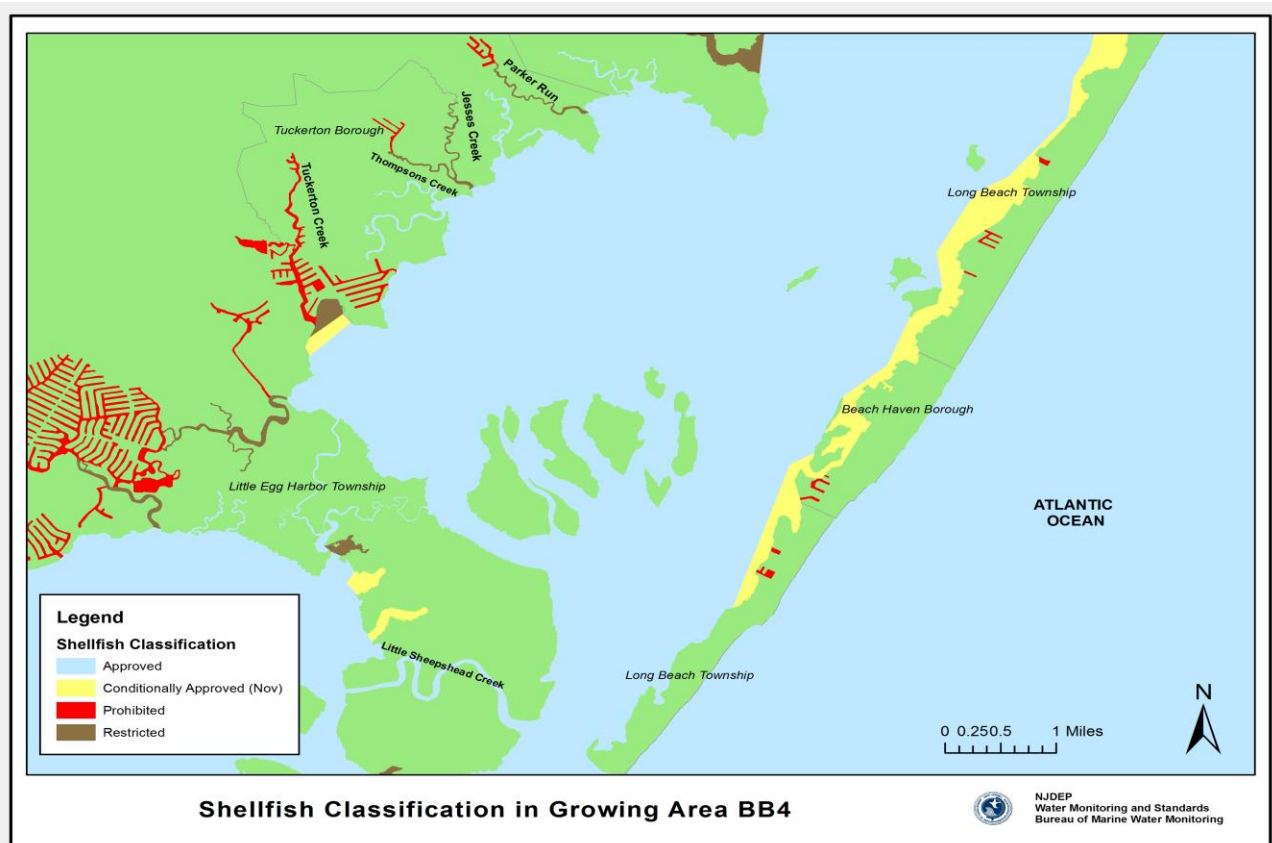 Parker Run
Jesses Creek
Tuckerton Borough
Thompsons Creek
Tuckerton Creek
Long Beach Township
Beach Haven Borough
Little Egg Harbor Township
ATLANTIC
OCEAN
Little Sheepshead Creek
Long Beach Township
Legend
Shellfish Classification
Approved
Conditionally Approved (Nov)
Prohibited
Restricted
N
0 0.25 0.5 1 Miles
Shellfish Classification in Growing Area BB4
NJDEP
Water Monitoring and Standards
Bureau of Marine Water Monitoring